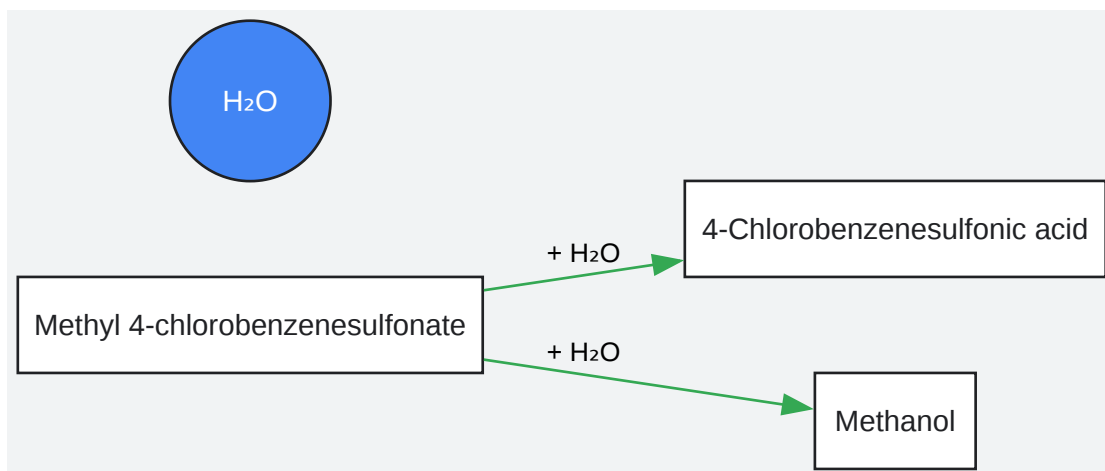 H₂O
4-Chlorobenzenesulfonic acid
+ H₂O
Methyl 4-chlorobenzenesulfonate
+ H₂O
Methanol